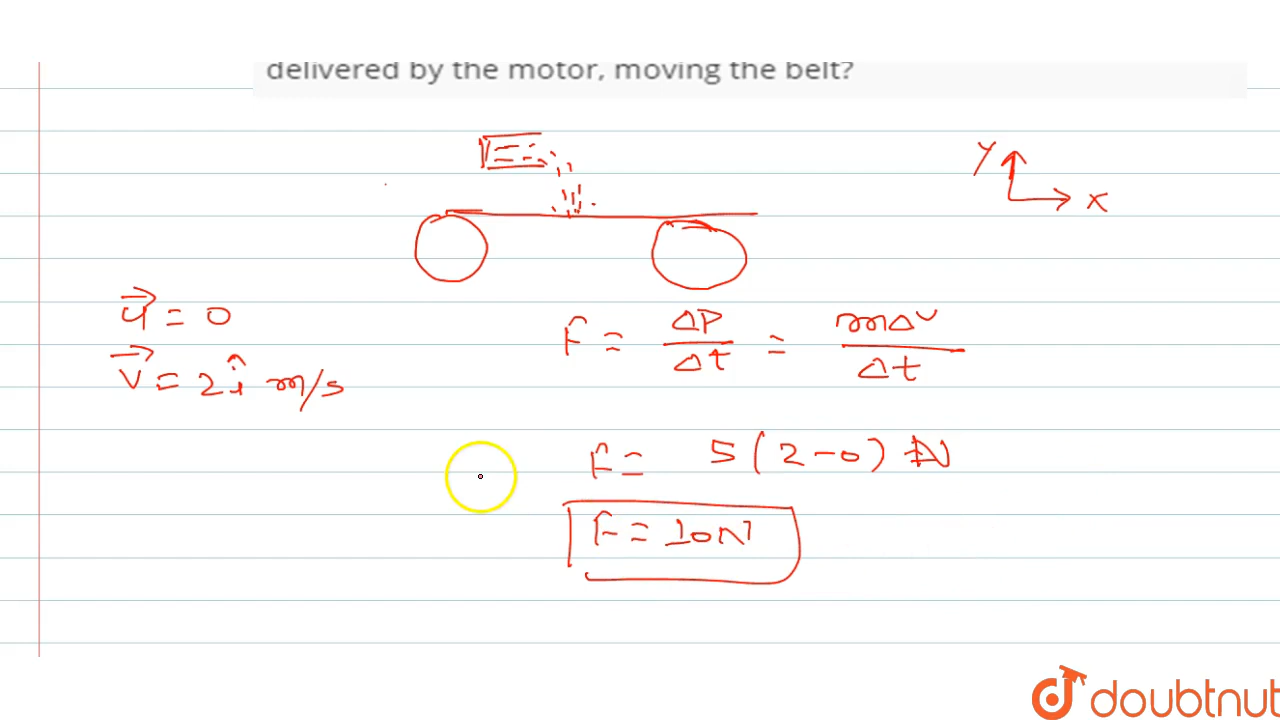 delivered by the motor, moving the belt?
Y
X
u⃗ = 0
v⃗ = 2î m/s
F = ΔP/Δt = mΔv/Δt
F = 5(2-0) N
F = 10N
doubtnut